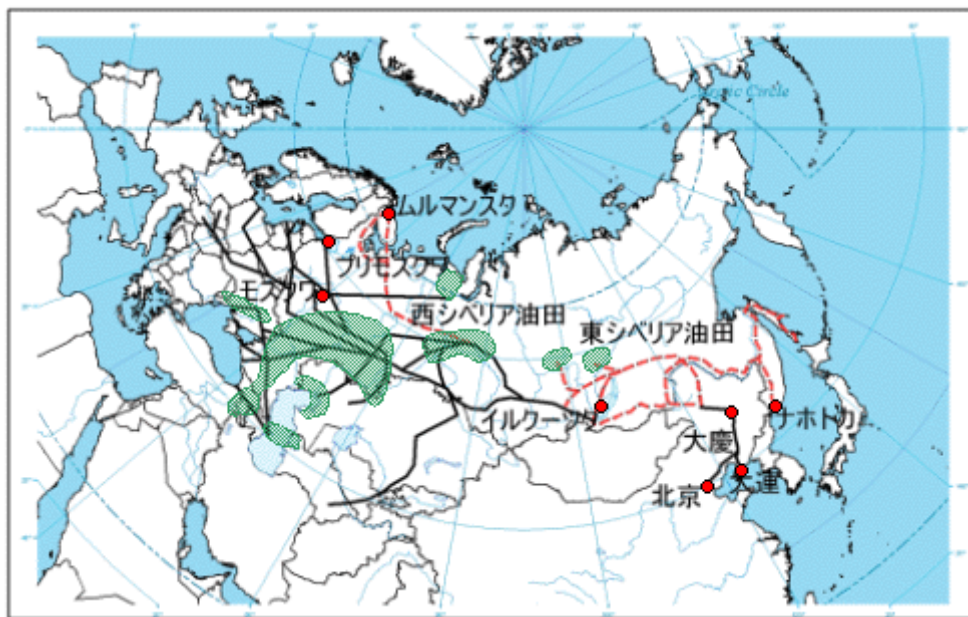 Arctic Circle
ムルマンスク
プリモスクワ
モスクワ
西シベリア油田
東シベリア油田
イルクーツク
ナホトカ
大慶
大連
北京